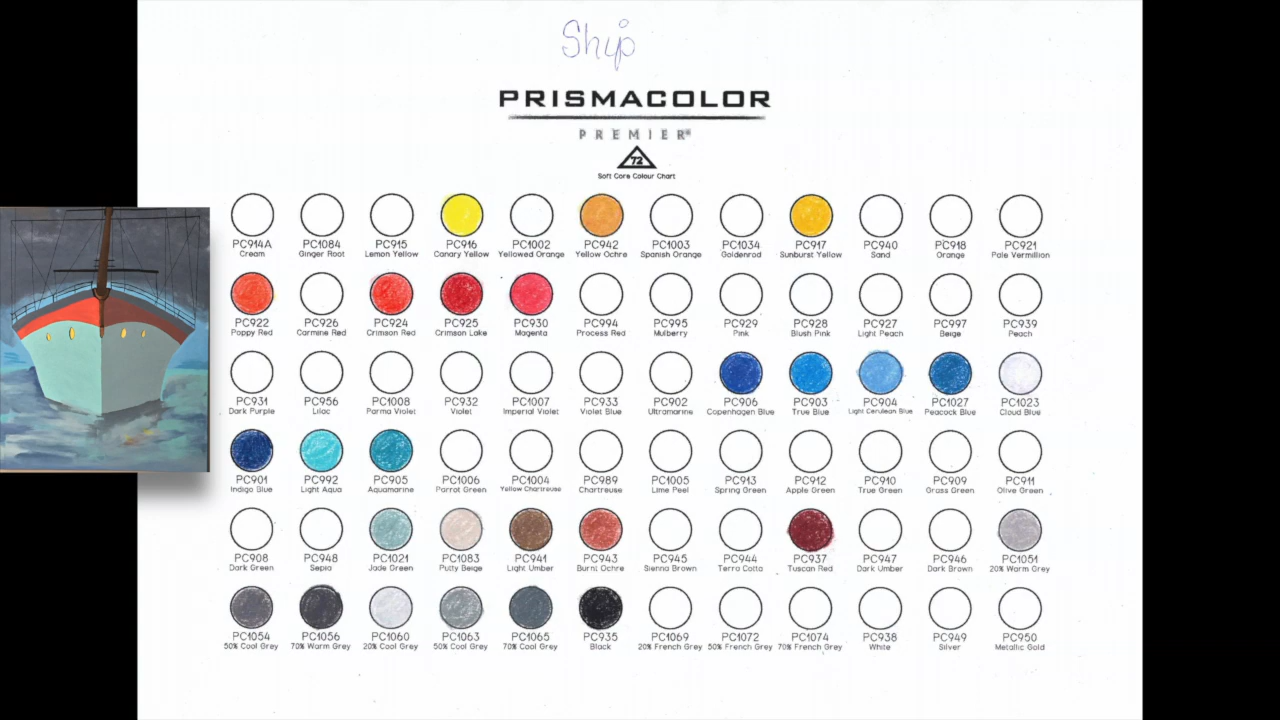 Ship
PRISMACOLOR
PREMIER®
72
Soft Core Colour Chart
PC914A PC1084 PC915 PC916 PC1002 PC942 PC1003 PC1034 PC917 PC940 PC918 PC921
Cream Ginger Root Lemon Yellow Canary Yellow Yellowed Orange Yellow Ochre Spanish Orange Goldenrod Sunburst Yellow Sand Orange Pale Vermillion
PC922 PC926 PC924 PC925 PC930 PC994 PC995 PC929 PC928 PC927 PC997 PC939
Poppy Red Carmine Red Crimson Red Crimson Lake Magenta Process Red Mulberry Pink Blush Pink Light Peach Beige Peach
PC931 PC956 PC1008 PC932 PC1007 PC933 PC902 PC906 PC903 PC904 PC1027 PC1023
Dark Purple Lilac Parma Violet Violet Imperial Violet Violet Blue Ultramarine Copenhagen Blue True Blue Light Cerulean Blue Peacock Blue Cloud Blue
PC901 PC992 PC905 PC1006 PC1004 PC989 PC1005 PC913 PC912 PC910 PC909 PC911
Indigo Blue Light Aqua Aquamarine Parrot Green Yellow Chartreuse Chartreuse Lime Peel Spring Green Apple Green True Green Grass Green Olive Green
PC908 PC948 PC1021 PC1083 PC941 PC943 PC945 PC944 PC937 PC947 PC946 PC1051
Dark Green Sepia Jade Green Putty Beige Light Umber Burnt Ochre Sienna Brown Terra Cotta Tuscan Red Dark Umber Dark Brown 20% Warm Grey
PC1054 PC1056 PC1060 PC1063 PC1065 PC935 PC1069 PC1072 PC1074 PC938 PC949 PC950
50% Cool Grey 70% Warm Grey 20% Cool Grey 50% Cool Grey 70% Cool Grey Black 20% French Grey 50% French Grey 70% French Grey White Silver Metallic Gold